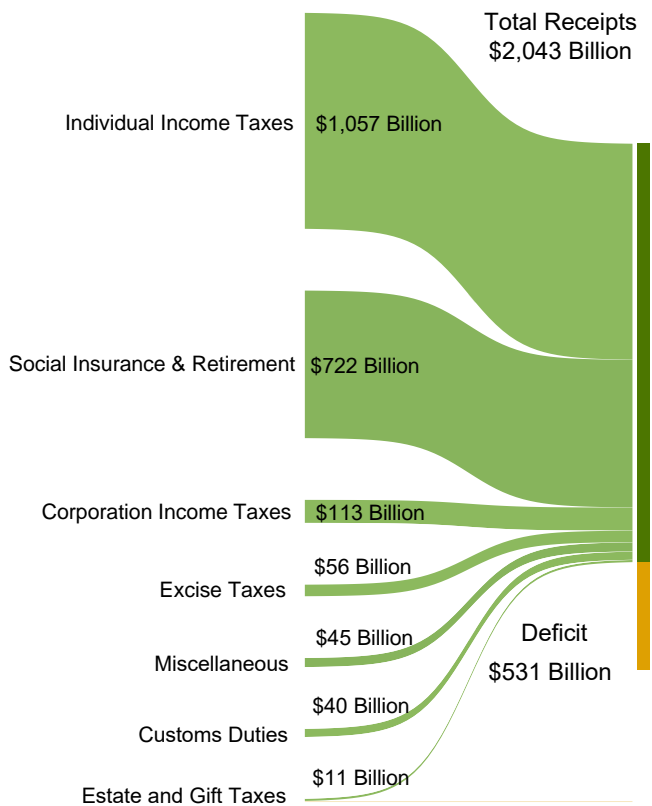 Total Receipts
$2,043 Billion
Individual Income Taxes $1,057 Billion
Social Insurance & Retirement $722 Billion
Corporation Income Taxes $113 Billion
$56 Billion
Excise Taxes
$45 Billion
Miscellaneous
Deficit
$531 Billion
$40 Billion
Customs Duties
$11 Billion
Estate and Gift Taxes